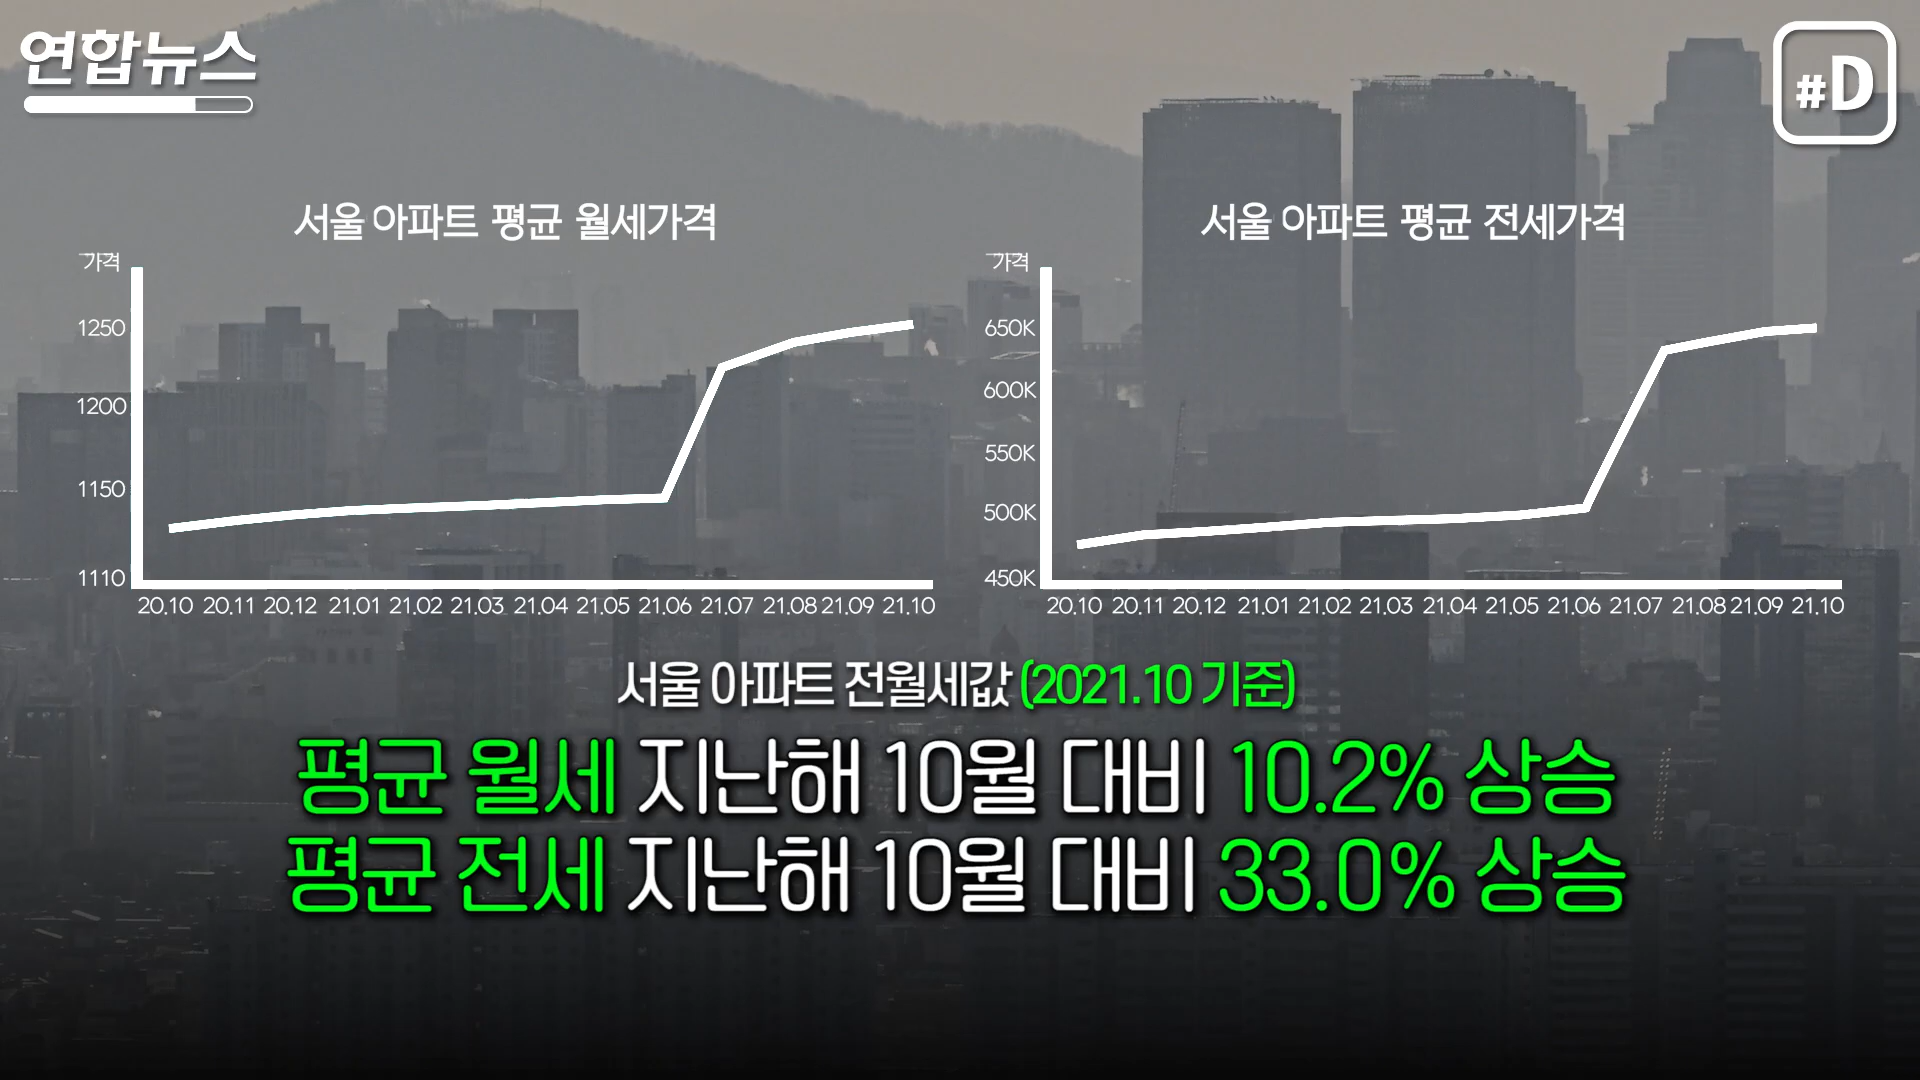 연합뉴스
#D
서울 아파트 평균 월세가격
가격
1250
1200
1150
1110
20.10 20.11 20.12 21.01 21.02 21.03 21.04 21.05 21.06 21.07 21.08 21.09 21.10
서울 아파트 평균 전세가격
가격
650K
600K
550K
500K
450K
20.10 20.11 20.12 21.01 21.02 21.03 21.04 21.05 21.06 21.07 21.08 21.09 21.10
서울 아파트 전월세값 (2021.10 기준)
평균 월세 지난해 10월 대비 10.2% 상승
평균 전세 지난해 10월 대비 33.0% 상승